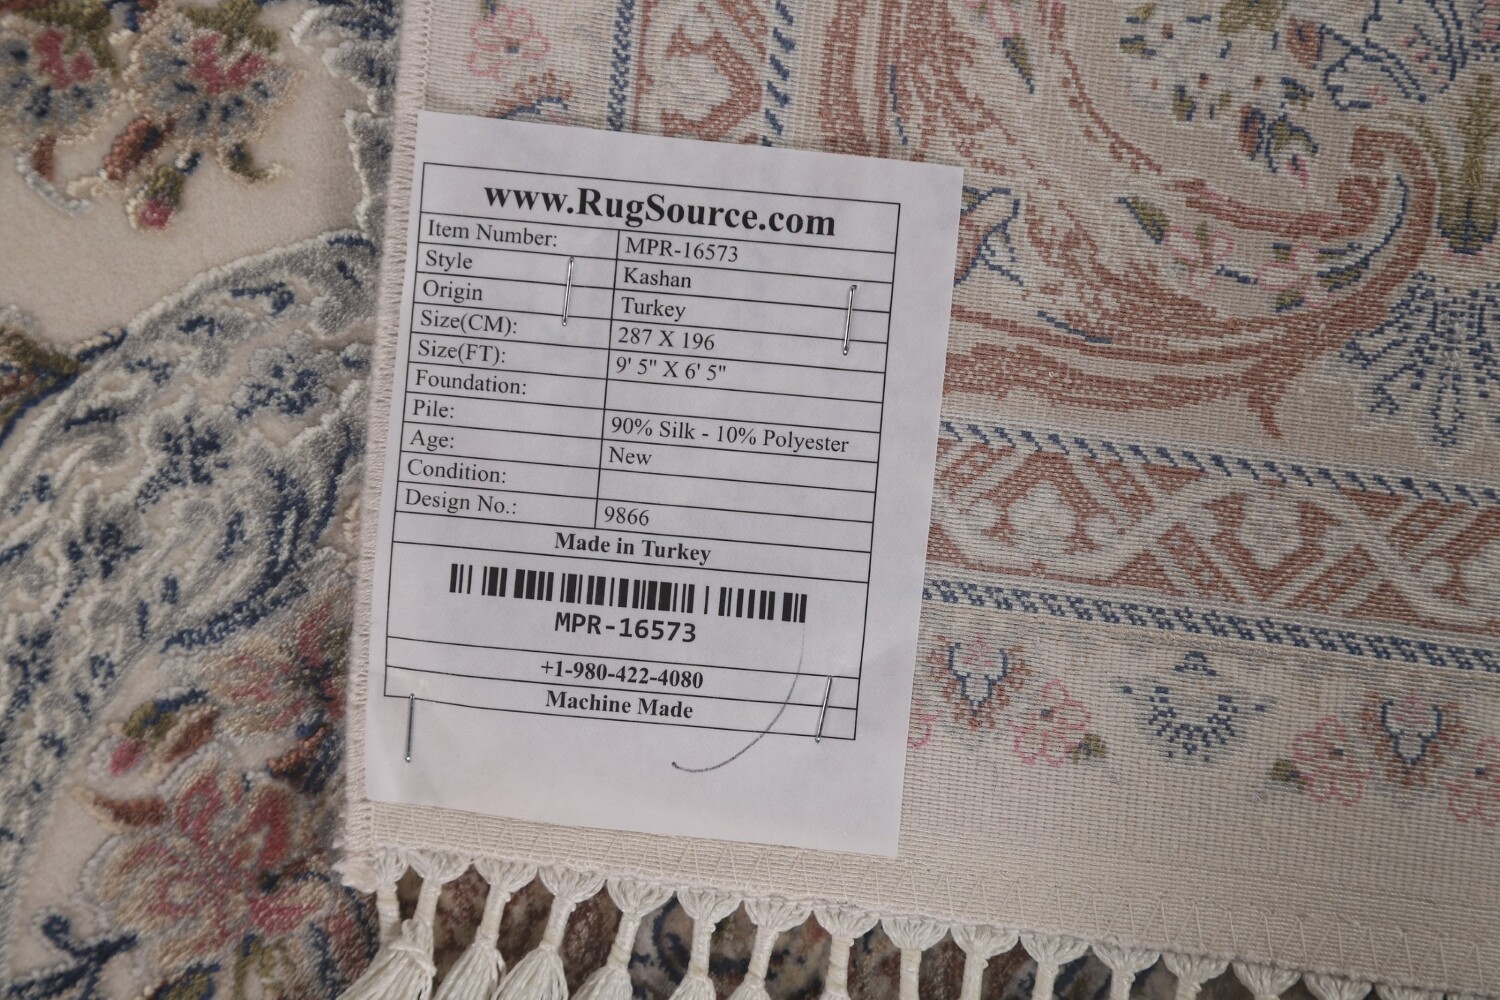 www.RugSource.com
Item Number: MPR-16573
Style Kashan
Origin Turkey
Size(CM): 287 X 196
Size(FT): 9' 5" X 6' 5"
Foundation:
Pile: 90% Silk - 10% Polyester
Age: New
Condition:
Design No.: 9866
Made in Turkey
MPR-16573
+1-980-422-4080
Machine Made